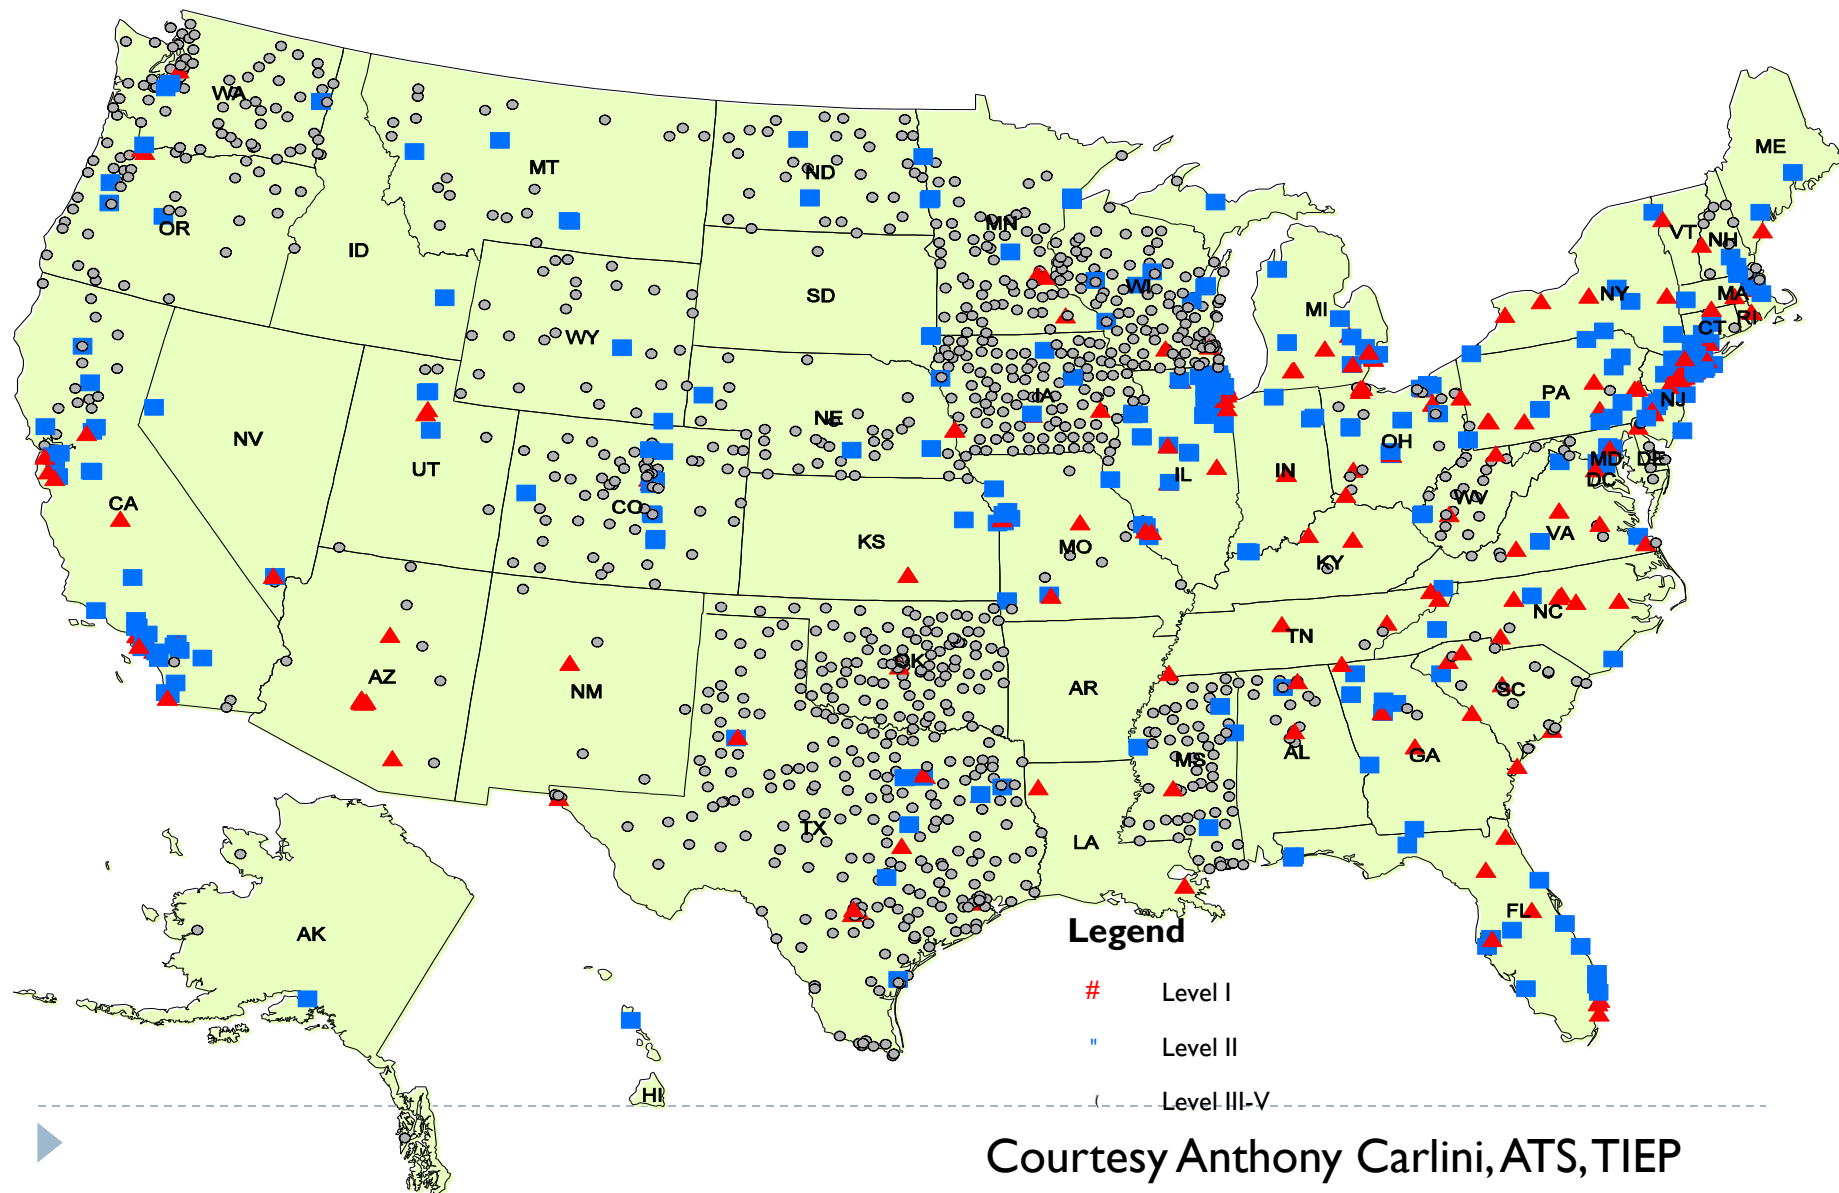 WA
MT
ND
MN
ME
OR
ID
SD
WI
VT
NH
NY
MA
MI
CT
RI
WY
NE
IA
PA
NJ
NV
UT
CO
CA
IL
IN
OH
MD
DE
DC
WV
KS
MO
KY
VA
OK
AZ
NM
AR
TN
NC
SC
MS
AL
GA
TX
LA
AK
FL
HI
Legend
# Level I
" Level II
( Level III-V
Courtesy Anthony Carlini, ATS, TIEP